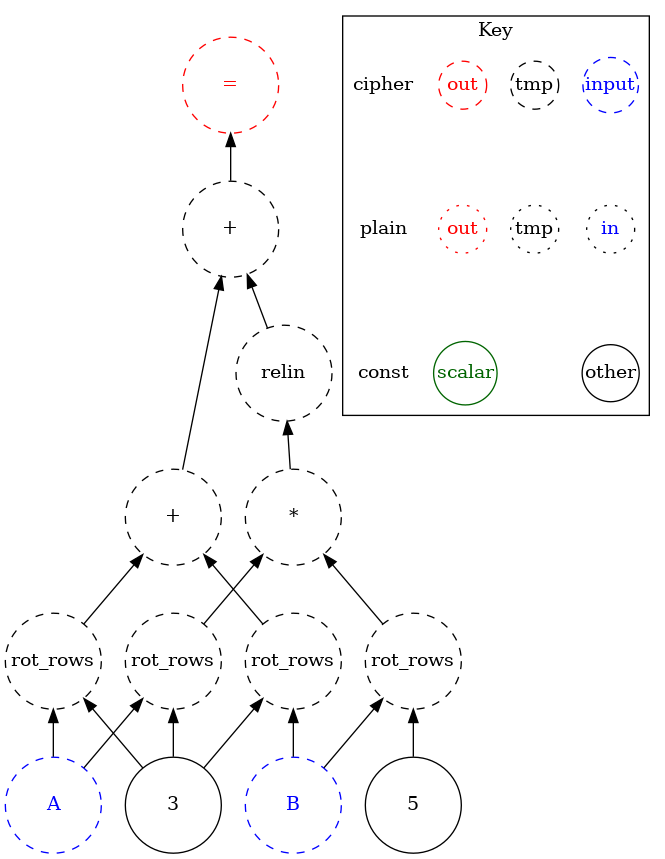 Key
= cipher out tmp input
+ plain out tmp in
relin const scalar other
+ *
rot_rows rot_rows rot_rows rot_rows
A 3 B 5